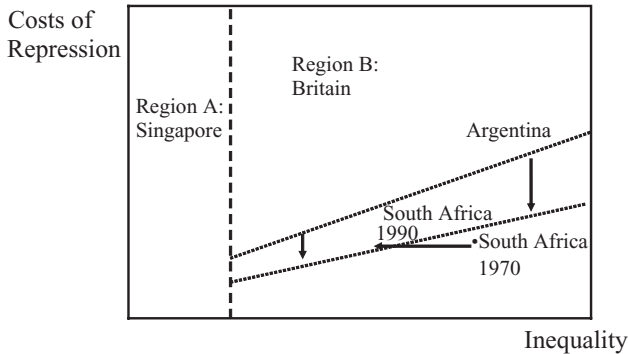 Costs of
Repression
Region B:
Britain
Region A:
Singapore
Argentina
South Africa
1990
South Africa
1970
Inequality